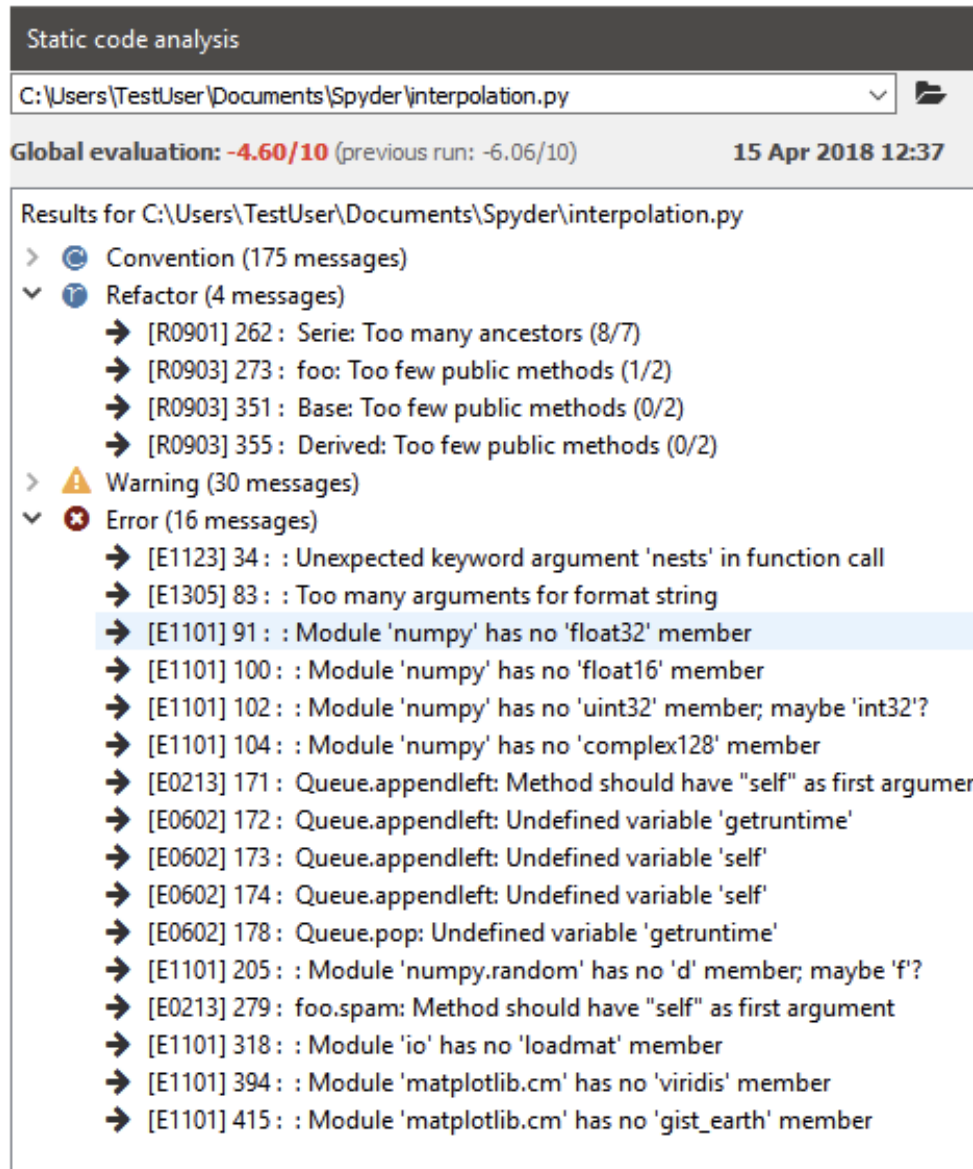 Static code analysis
C:\Users\TestUser\Documents\Spyder\interpolation.py
Global evaluation: -4.60/10 (previous run: -6.06/10) 15 Apr 2018 12:37
Results for C:\Users\TestUser\Documents\Spyder\interpolation.py
Convention (175 messages)
Refactor (4 messages)
[R0901] 262 : Serie: Too many ancestors (8/7)
[R0903] 273 : foo: Too few public methods (1/2)
[R0903] 351 : Base: Too few public methods (0/2)
[R0903] 355 : Derived: Too few public methods (0/2)
Warning (30 messages)
Error (16 messages)
[E1123] 34 : : Unexpected keyword argument 'nests' in function call
[E1305] 83 : : Too many arguments for format string
[E1101] 91 : : Module 'numpy' has no 'float32' member
[E1101] 100 : : Module 'numpy' has no 'float16' member
[E1101] 102 : : Module 'numpy' has no 'uint32' member; maybe 'int32'?
[E1101] 104 : : Module 'numpy' has no 'complex128' member
[E0213] 171 : Queue.appendleft: Method should have "self" as first argumer
[E0602] 172 : Queue.appendleft: Undefined variable 'getruntime'
[E0602] 173 : Queue.appendleft: Undefined variable 'self'
[E0602] 174 : Queue.appendleft: Undefined variable 'self'
[E0602] 178 : Queue.pop: Undefined variable 'getruntime'
[E1101] 205 : : Module 'numpy.random' has no 'd' member; maybe 'f'?
[E0213] 279 : foo.spam: Method should have "self" as first argument
[E1101] 318 : : Module 'io' has no 'loadmat' member
[E1101] 394 : : Module 'matplotlib.cm' has no 'viridis' member
[E1101] 415 : : Module 'matplotlib.cm' has no 'gist_earth' member